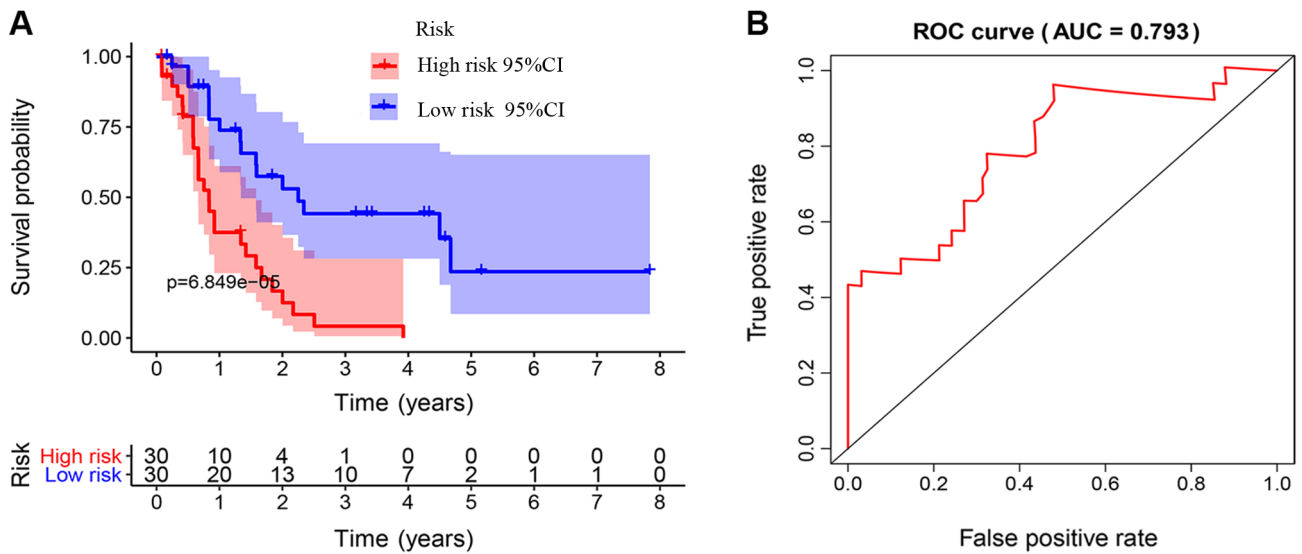 A
Risk
High risk 95%CI
Low risk 95%CI
Survival probability
1.00
0.75
0.50
0.25
0.00
p=6.849e−05
0 1 2 3 4 5 6 7 8
Time (years)
Risk
High risk 30 10 4 1 0 0 0 0 0
Low risk 30 20 13 10 7 2 1 1 0
0 1 2 3 4 5 6 7 8
Time (years)
B
ROC curve ( AUC = 0.793 )
True positive rate
1.0
0.8
0.6
0.4
0.2
0.0
0.0 0.2 0.4 0.6 0.8 1.0
False positive rate